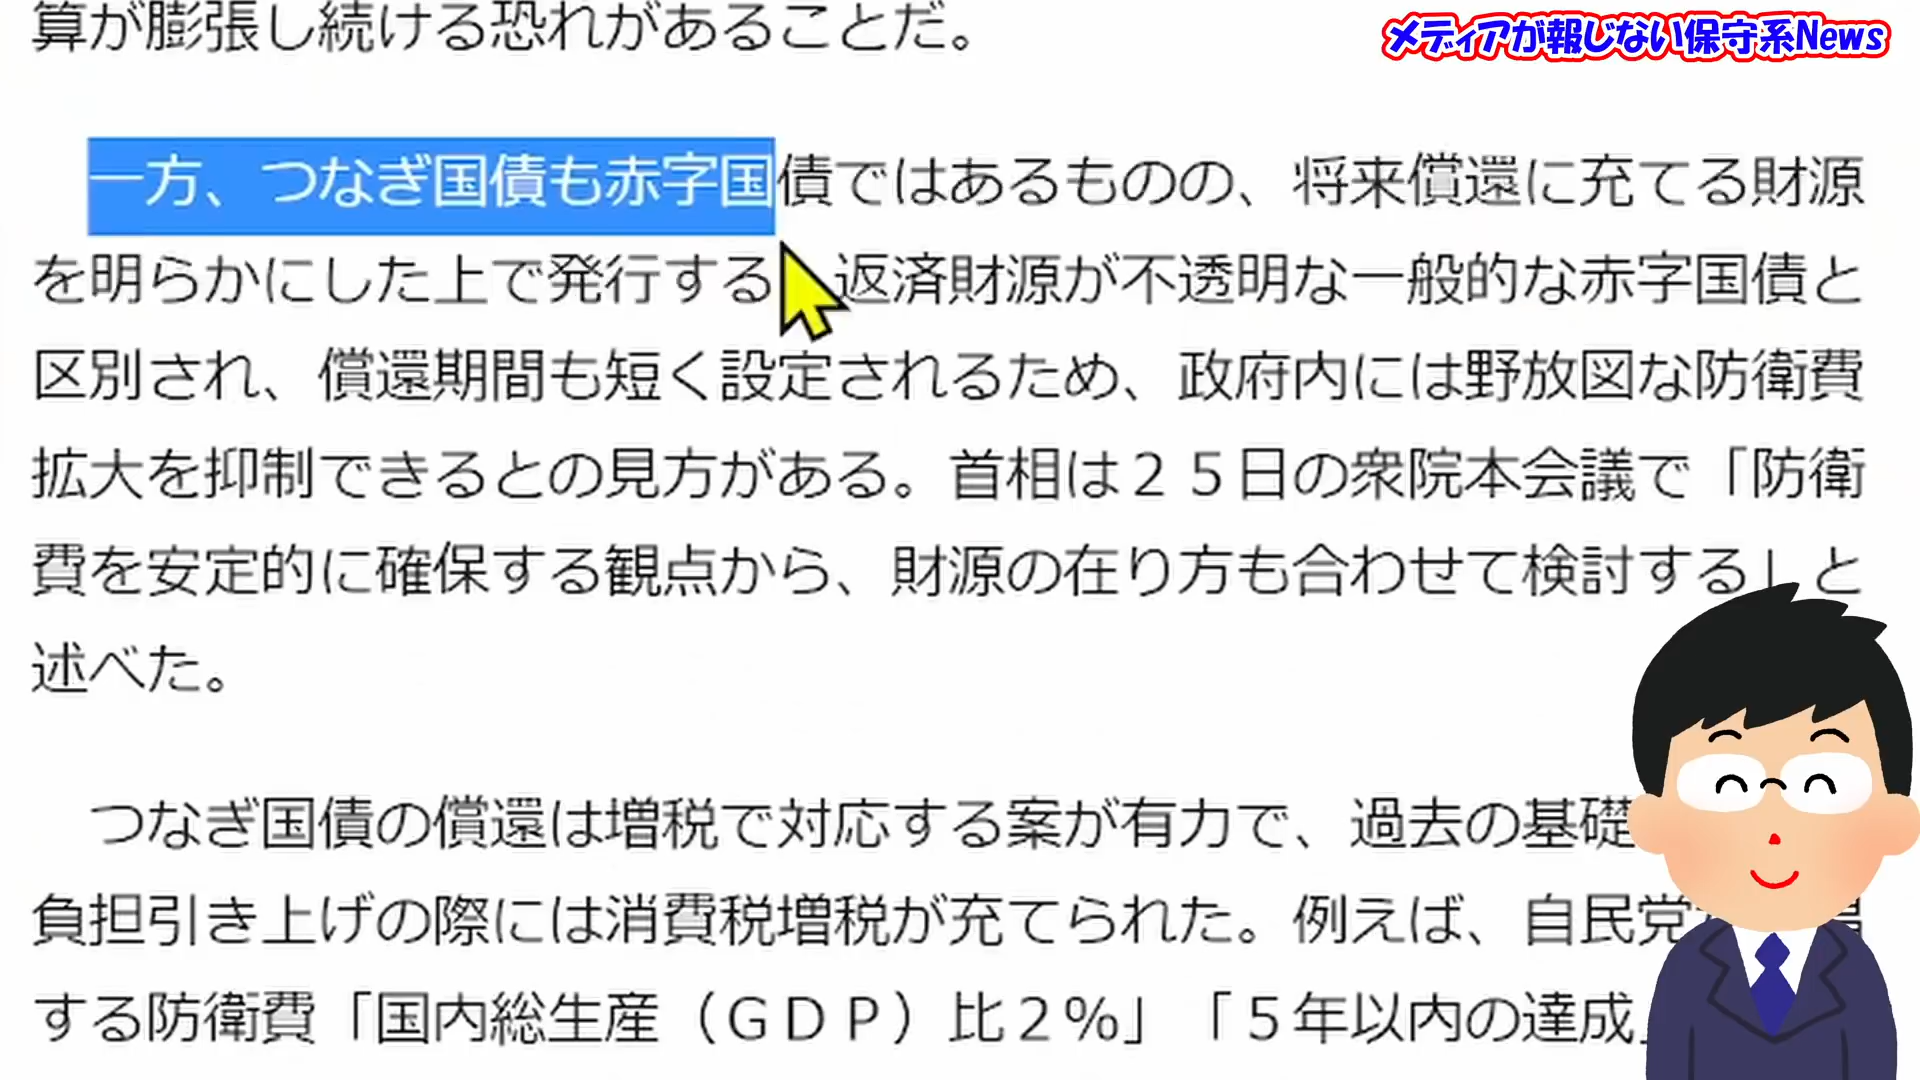 算が膨張し続ける恐れがあることだ。
メディアが報じない保守系News
一方、つなぎ国債も赤字国債ではあるものの、将来償還に充てる財源
を明らかにした上で発行する 返済財源が不透明な一般的な赤字国債と
区別され、償還期間も短く設定されるため、政府内には野放図な防衛費
拡大を抑制できるとの見方がある。首相は２５日の衆院本会議で「防衛
費を安定的に確保する観点から、財源の在り方も合わせて検討する」と
述べた。
つなぎ国債の償還は増税で対応する案が有力で、過去の基礎
負担引き上げの際には消費税増税が充てられた。例えば、自民党
する防衛費「国内総生産（ＧＤＰ）比２％」「５年以内の達成」